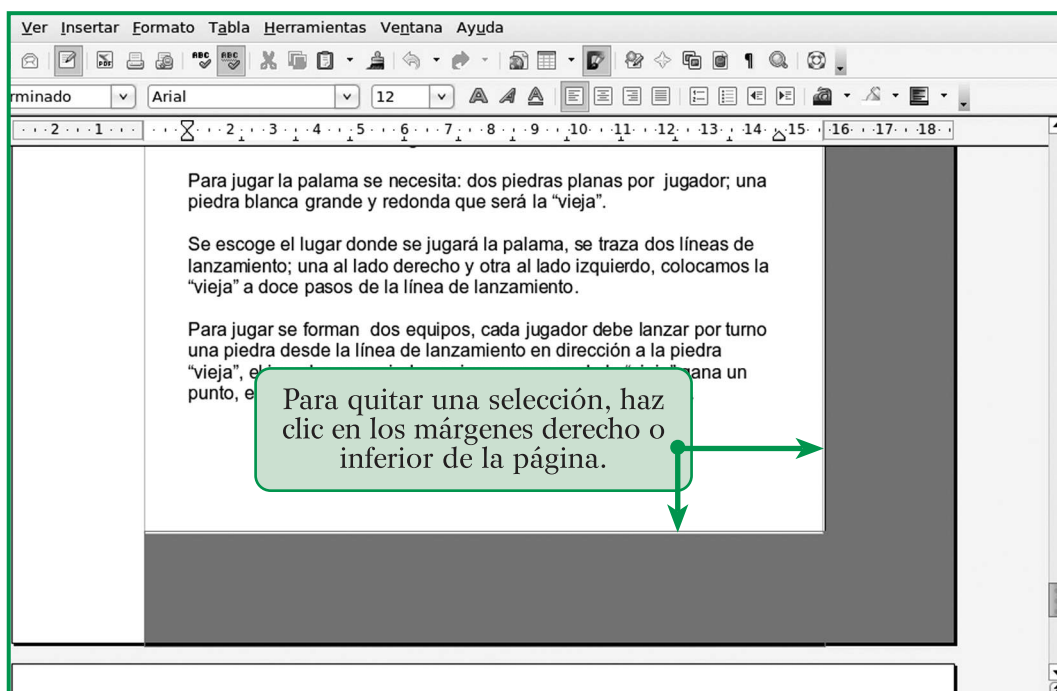 Ver Insertar Formato Tabla Herramientas Ventana Ayuda
rminado Arial 12
2 1 2 3 4 5 6 7 8 9 10 11 12 13 14 15 16 17 18
Para jugar la palama se necesita: dos piedras planas por jugador; una
piedra blanca grande y redonda que será la “vieja”.
Se escoge el lugar donde se jugará la palama, se traza dos líneas de
lanzamiento; una al lado derecho y otra al lado izquierdo, colocamos la
“vieja” a doce pasos de la línea de lanzamiento.
Para jugar se forman dos equipos, cada jugador debe lanzar por turno
una piedra desde la línea de lanzamiento en dirección a la piedra
“vieja”, gana un
punto,
Para quitar una selección, haz
clic en los márgenes derecho o
inferior de la página.